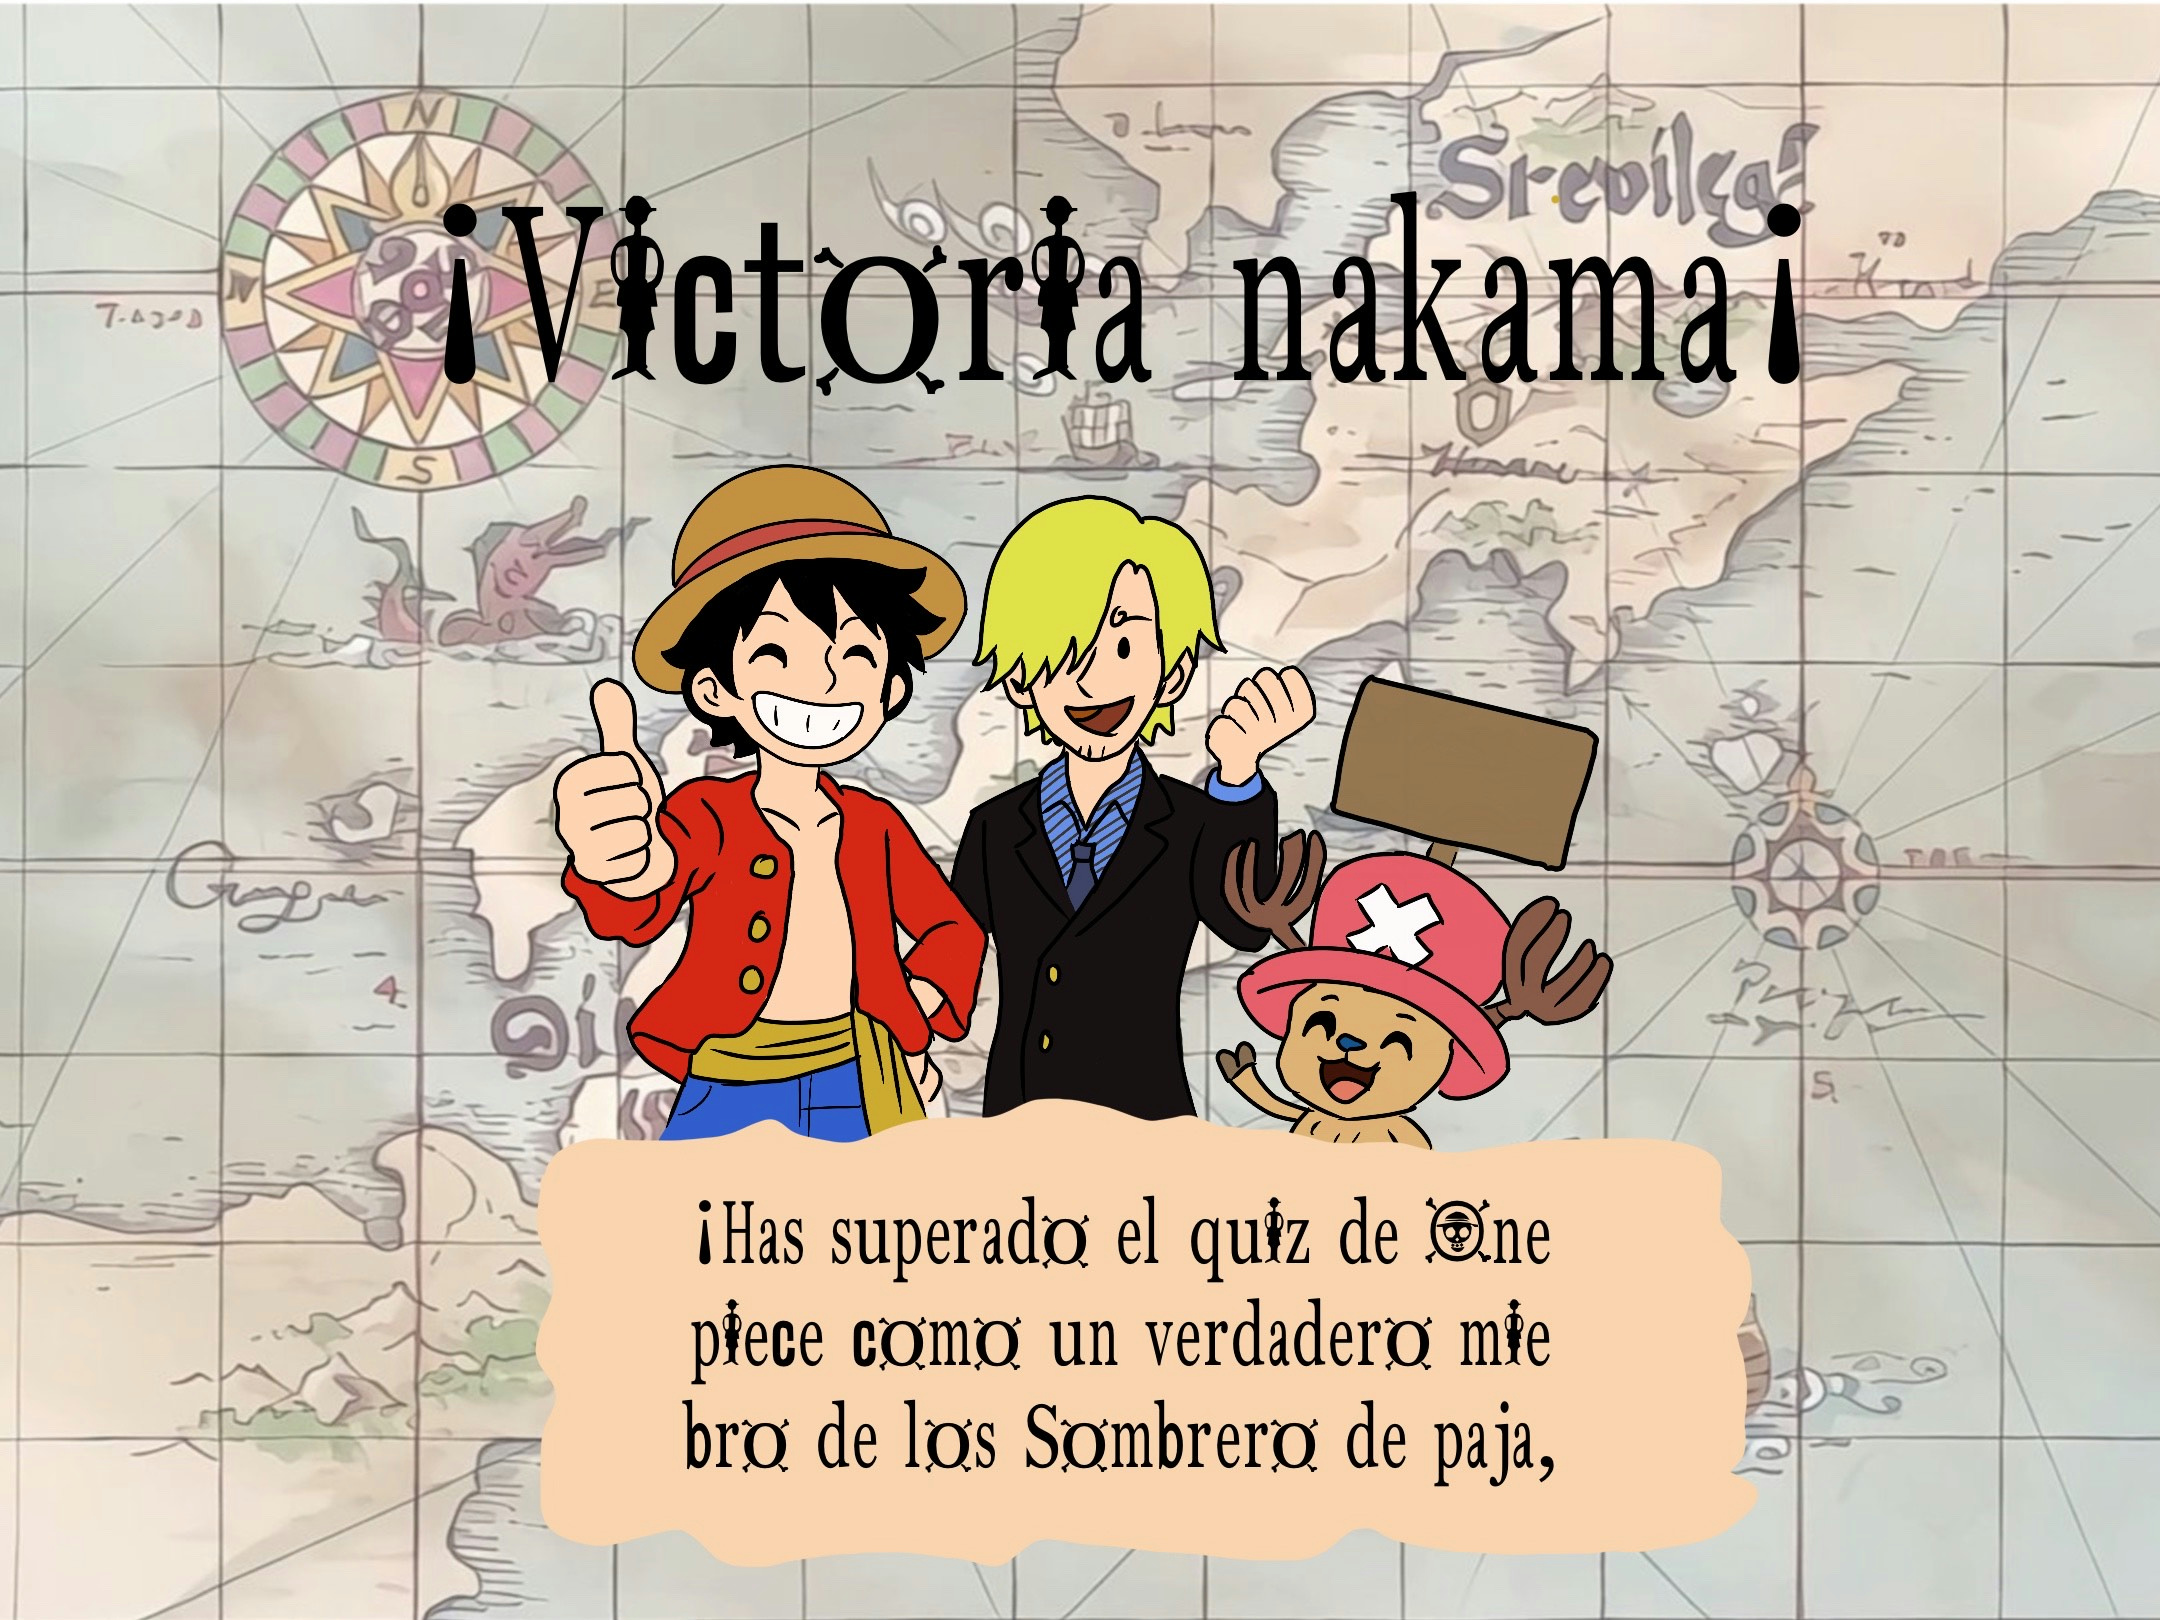 ¡Victoria nakama¡
N
E
S
¡Has superado el quiz de One
piece como un verdadero mie
bro de los Sombrero de paja,
S